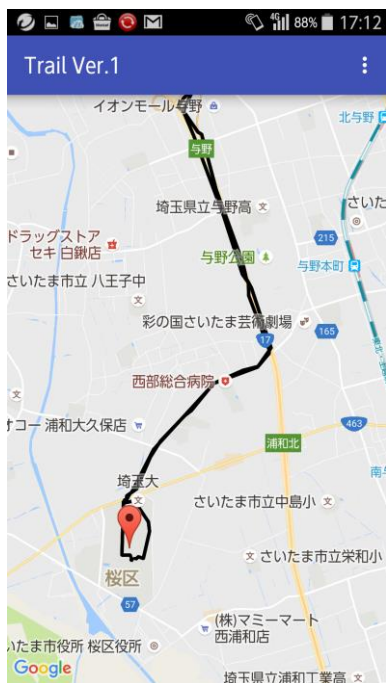 4G 88% 17:12
Trail Ver.1
イオンモール与野
北与野
与野
埼玉県立与野高
さいた
215
ドラッグストア
セキ 白鍬店
与野公園
与野本町
さいたま市立 八王子中
彩の国さいたま芸術劇場
165
17
西部総合病院
オコー 浦和大久保店
463
浦和北
埼玉大
南与
さいたま市立中島小
さいたま市立栄和小
桜区
57
(株)マミーマート
西浦和店
いたま市役所 桜区役所
Google
埼玉県立浦和工業高